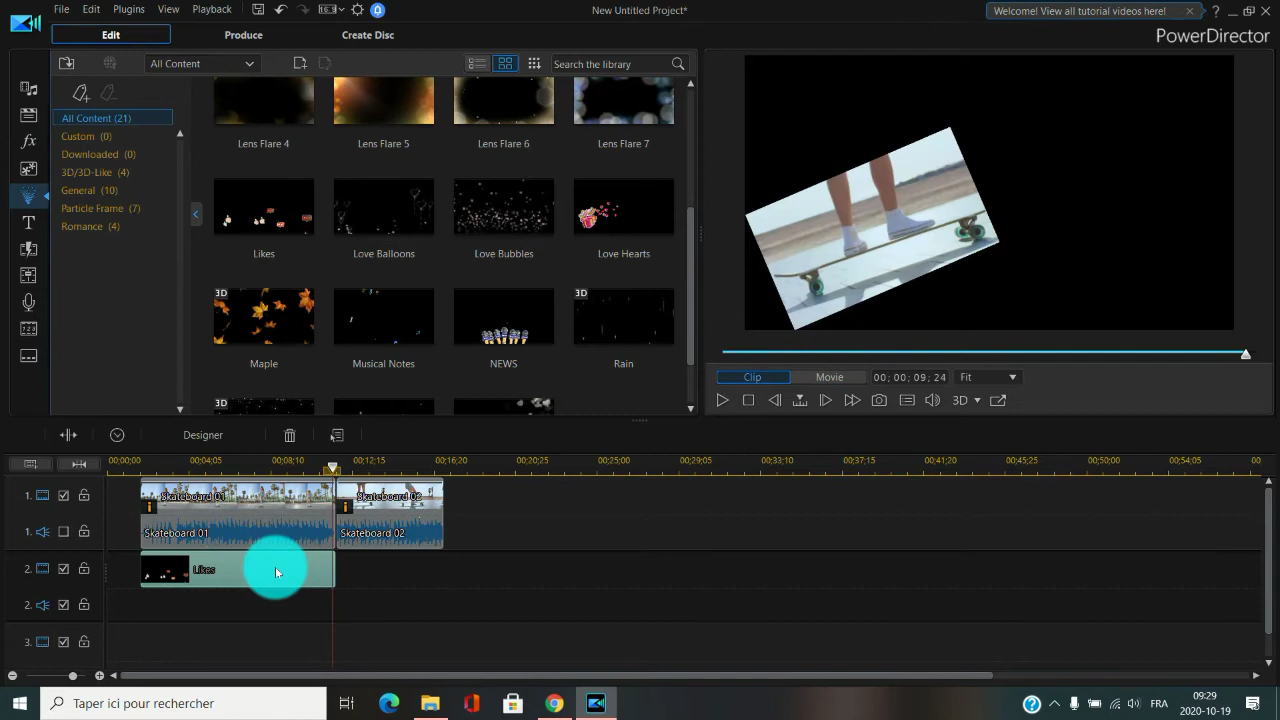 File Edit Plugins View Playback
New Untitled Project*
Welcome! View all tutorial videos here!
PowerDirector
Edit
Produce
Create Disc
All Content
Search the library
All Content (21)
Custom (0)
Downloaded (0)
3D/3D-Like (4)
General (10)
Particle Frame (7)
Romance (4)
Lens Flare 4
Lens Flare 5
Lens Flare 6
Lens Flare 7
Likes
Love Balloons
Love Bubbles
Love Hearts
3D
3D
Maple
Musical Notes
NEWS
Rain
3D
Clip
Movie
00; 00; 09; 24
Fit
3D
Designer
00;00;00 00;04;05 00;08;10 00;12;15 00;16;20 00;20;25 00;25;00 00;29;05 00;33;10 00;37;15 00;41;20 00;45;25 00;50;00 00;54;05 00;
1. Skateboard 01 Skateboard 02
1. Skateboard 01 Skateboard 02
2. Likes
2.
3.
Taper ici pour rechercher
FRA
09:29
2020-10-19